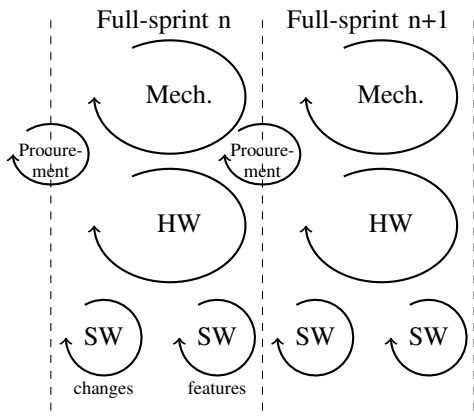 Full-sprint n
Full-sprint n+1
Mech.
Mech.
Procure-
ment
Procure-
ment
HW
HW
SW
SW
SW
SW
changes
features